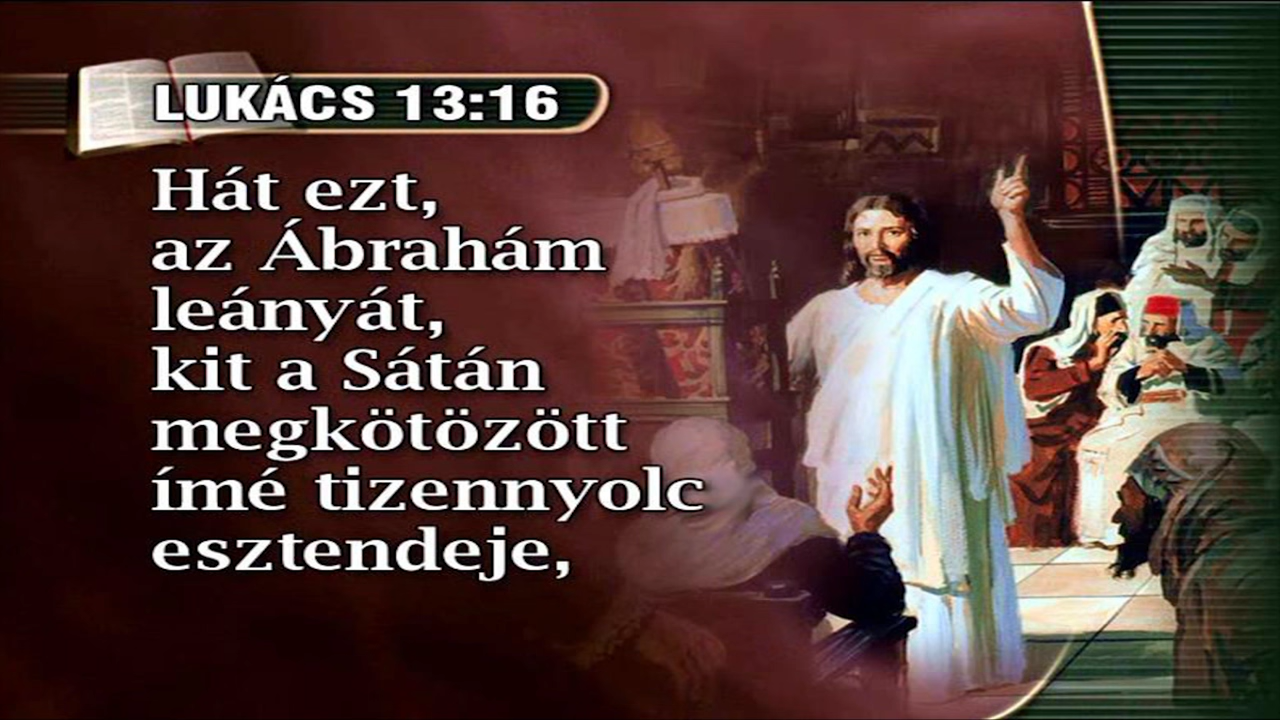 LUKÁCS 13:16
Hát ezt,
az Ábrahám
leányát,
kit a Sátán
megkötözött
ímé tizennyolc
esztendeje,